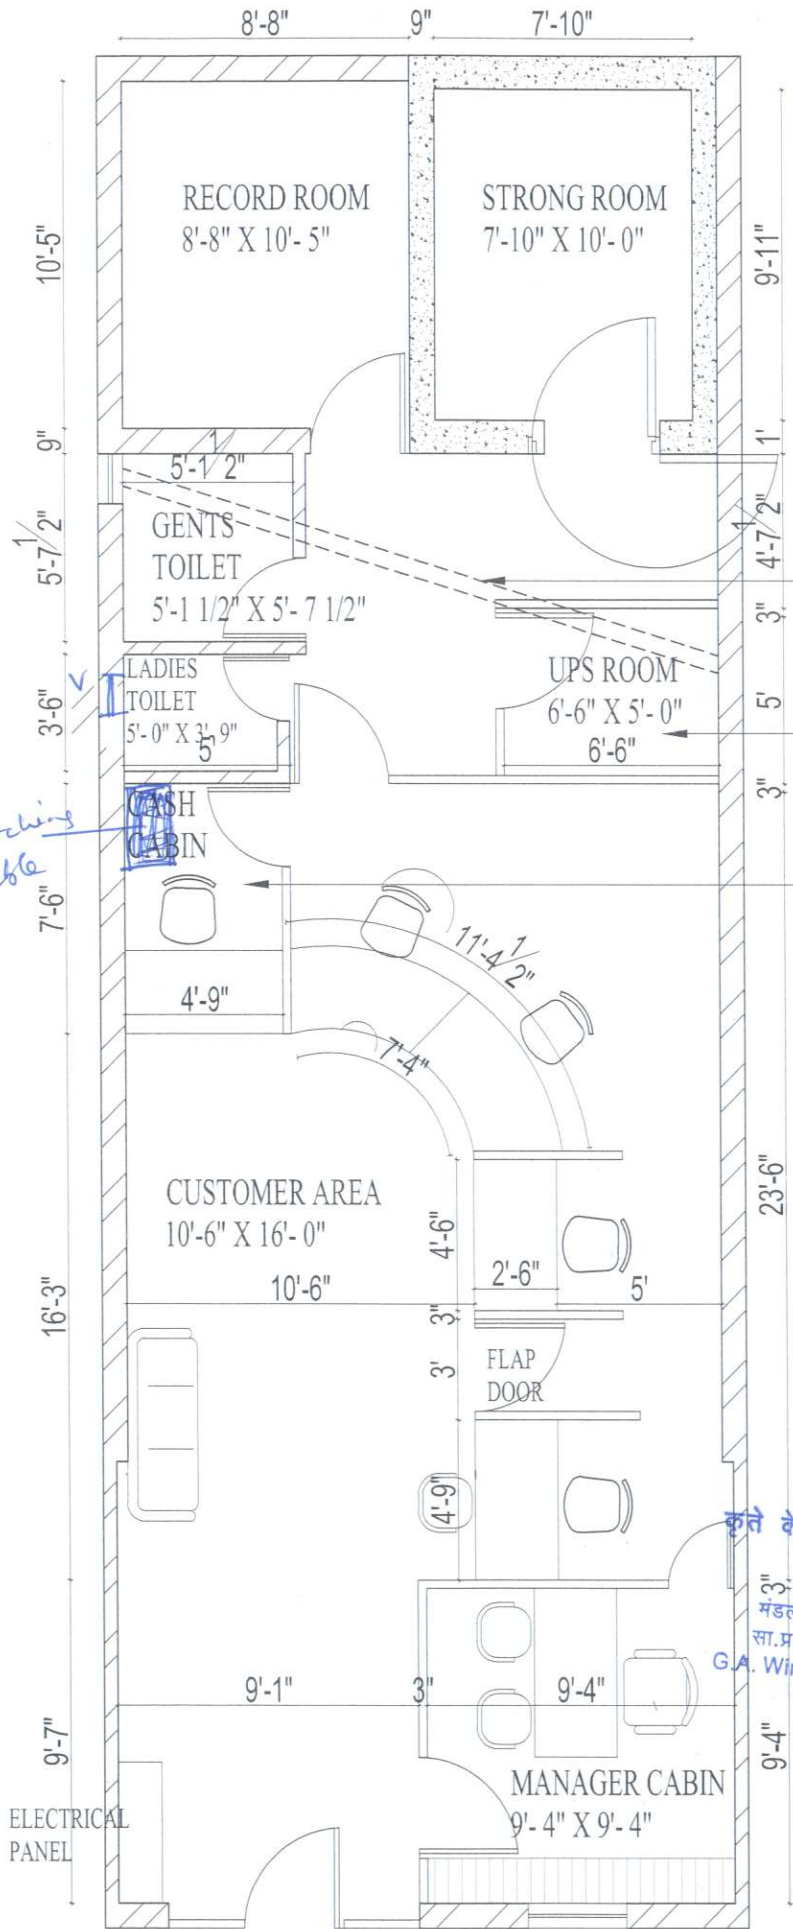 8'-8"
9"
7'-10"
RECORD ROOM
8'-8" X 10'- 5"
STRONG ROOM
7'-10" X 10'- 0"
10'-5"
9'-11"
9"
1'
5'-1 1/2"
GENTS
TOILET
5'-1 1/2" X 5'- 7 1/2"
5'-7 1/2"
4'-7 1/2"
3"
LADIES
TOILET
5'- 0" X 3'- 9"
5'
V
3'-6"
UPS ROOM
6'-6" X 5'- 0"
6'-6"
5'
3"
CASH
CABIN
7'-6"
4'-9"
11'-4 1/2"
7'-4"
CUSTOMER AREA
10'-6" X 16'- 0"
10'-6"
4'-6"
2'-6"
5'
23'-6"
16'-3"
3"
3'
FLAP
DOOR
4'-9"
कृते
3"
मंडल
सा.प्र
G.A. Wi
9'-1"
3"
9'-4"
9'-7"
9'-4"
MANAGER CABIN
9'- 4" X 9'- 4"
ELECTRICAL
PANEL